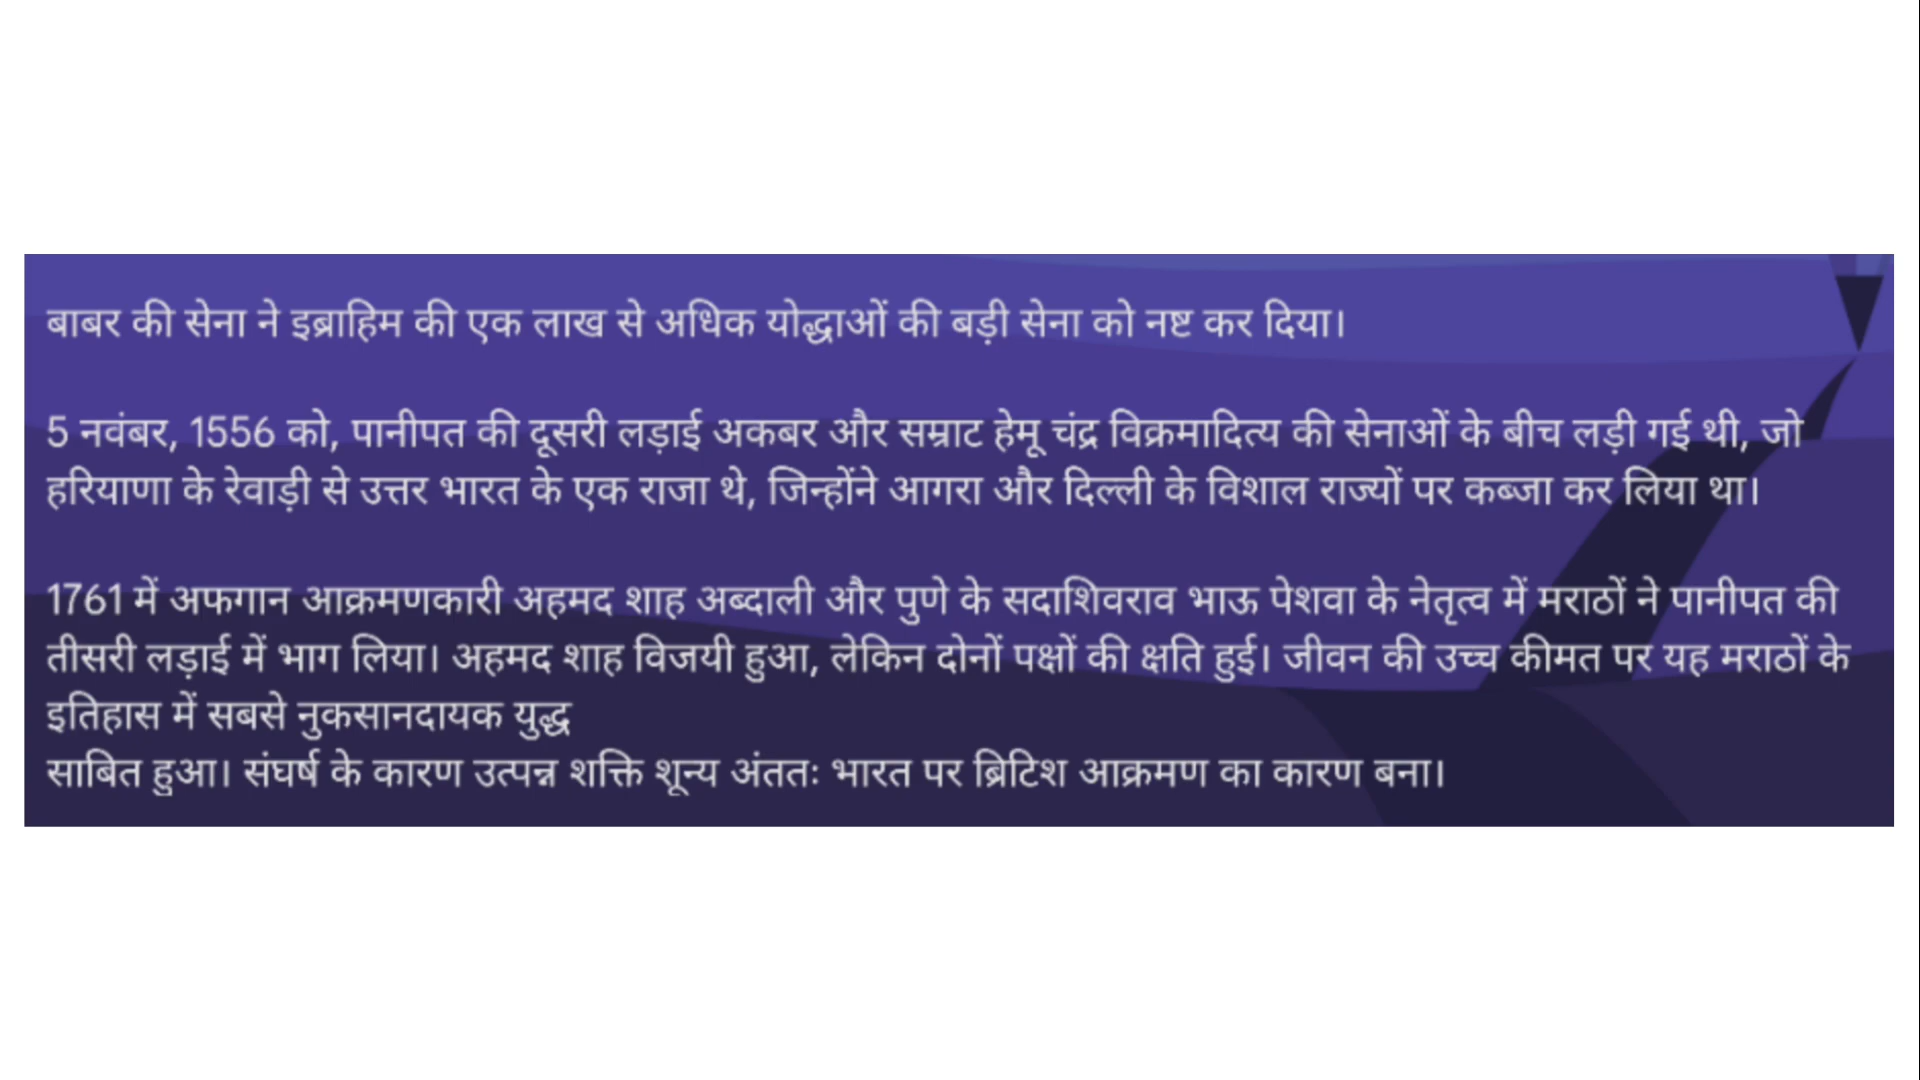 बाबर की सेना ने इब्राहिम की एक लाख से अधिक योद्धाओं की बड़ी सेना को नष्ट कर दिया।
5 नवंबर, 1556 को, पानीपत की दूसरी लड़ाई अकबर और सम्राट हेमू चंद्र विक्रमादित्य की सेनाओं के बीच लड़ी गई थी, जो
हरियाणा के रेवाड़ी से उत्तर भारत के एक राजा थे, जिन्होंने आगरा और दिल्ली के विशाल राज्यों पर कब्जा कर लिया था।
1761 में अफगान आक्रमणकारी अहमद शाह अब्दाली और पुणे के सदाशिवराव भाऊ पेशवा के नेतृत्व में मराठों ने पानीपत की
तीसरी लड़ाई में भाग लिया। अहमद शाह विजयी हुआ, लेकिन दोनों पक्षों की क्षति हुई। जीवन की उच्च कीमत पर यह मराठों के
इतिहास में सबसे नुकसानदायक युद्ध
साबित हुआ। संघर्ष के कारण उत्पन्न शक्ति शून्य अंततः भारत पर ब्रिटिश आक्रमण का कारण बना।